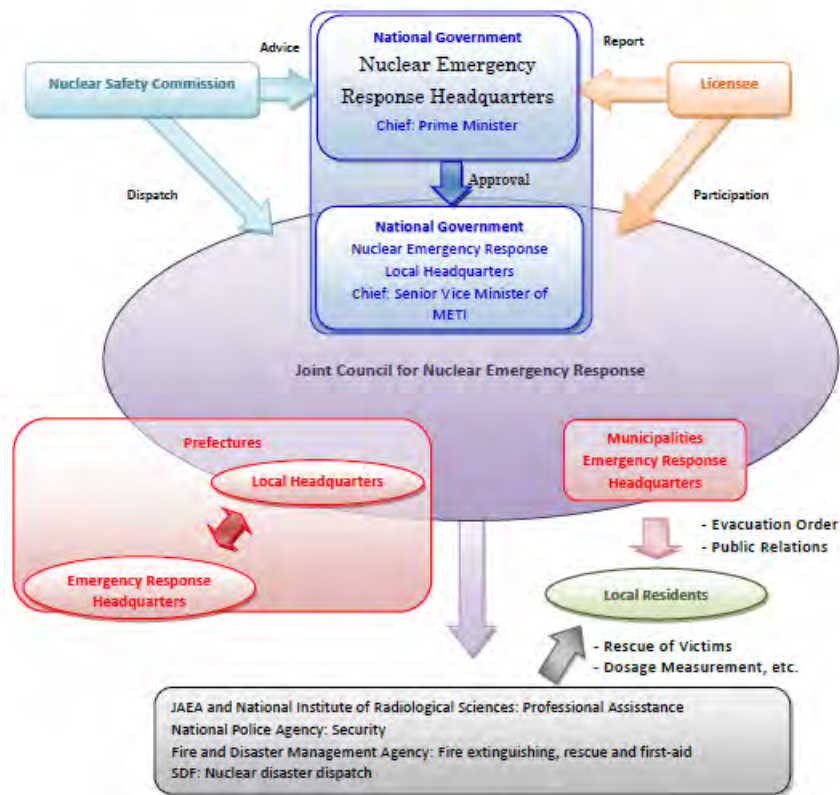 National Government
Nuclear Emergency
Response Headquarters
Chief: Prime Minister
Advice
Report
Nuclear Safety Commission
Licensee
Approval
Dispatch
Participation
National Government
Nuclear Emergency Response
Local Headquarters
Chief: Senior Vice Minister of
METI
Joint Council for Nuclear Emergency Response
Prefectures
Local Headquarters
Emergency Response
Headquarters
Municipalities
Emergency Response
Headquarters
- Evacuation Order
- Public Relations
Local Residents
- Rescue of Victims
- Dosage Measurement, etc.
JAEA and National Institute of Radiological Sciences: Professional Assisstance
National Police Agency: Security
Fire and Disaster Management Agency: Fire extinguishing, rescue and first-aid
SDF: Nuclear disaster dispatch